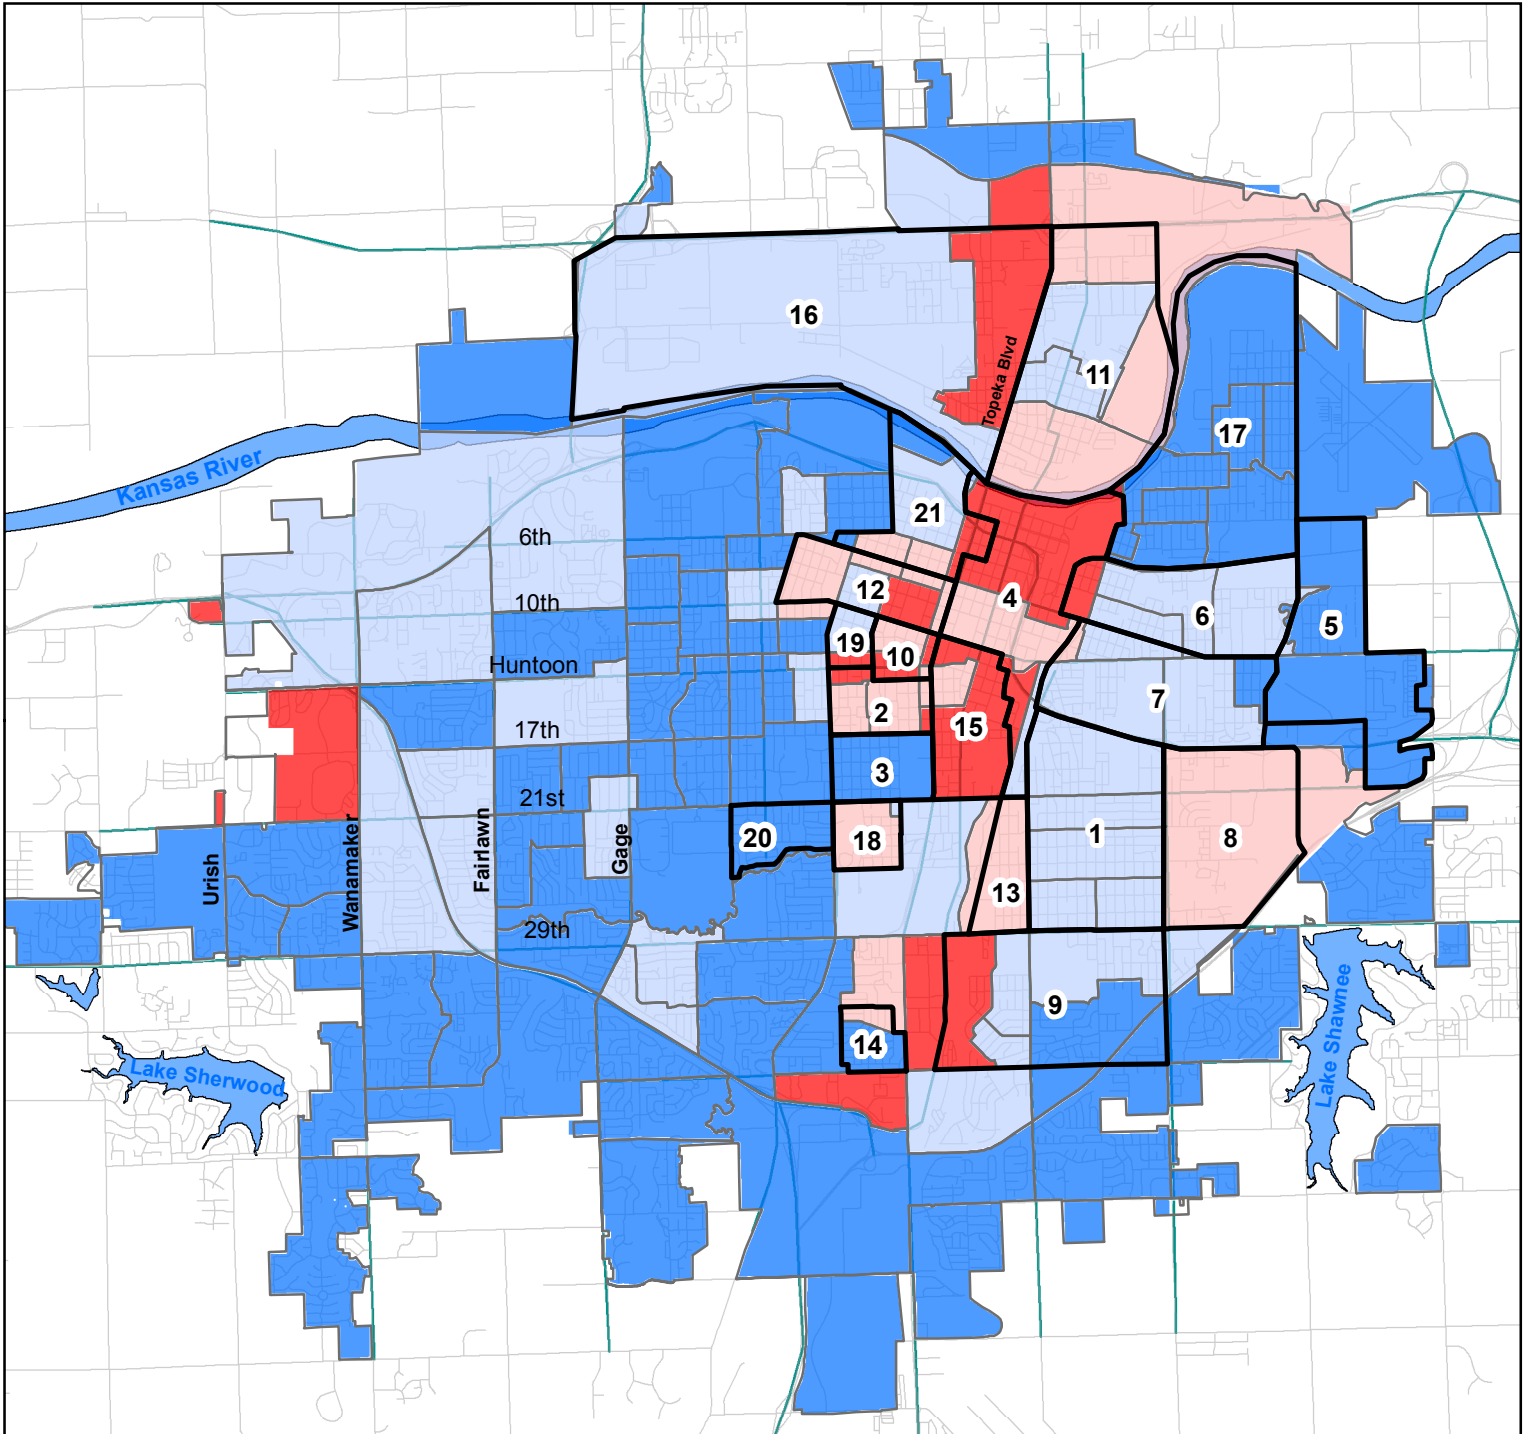 16
Topeka Blvd
11
17
Kansas River
21
6th
12
4
10th
6
5
19
10
Huntoon
7
2
15
17th
3
21st
20
18
1
8
Urish
Wanamaker
Fairlawn
Gage
13
29th
9
14
Lake Shawnee
Lake Sherwood